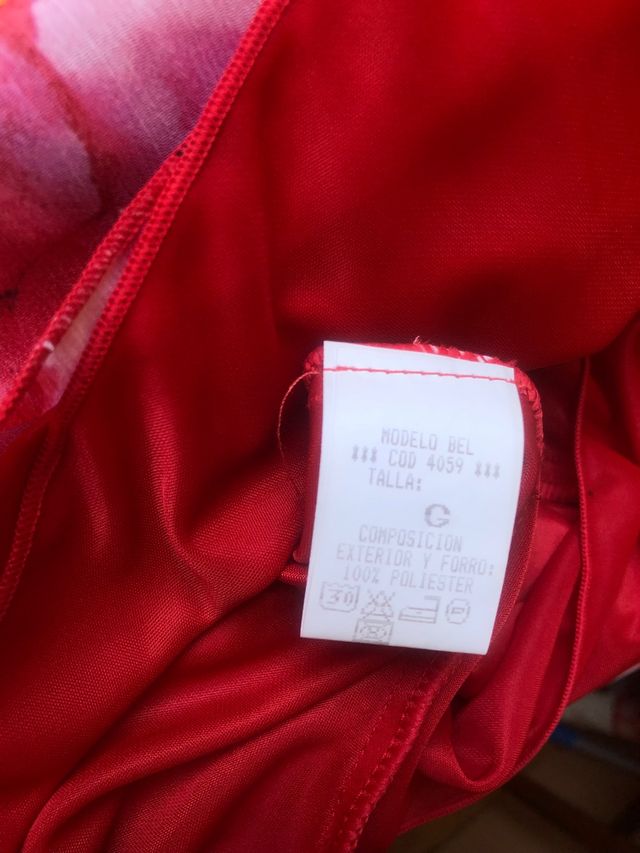 MODELO BEL
*** COD 4059 ***
TALLA:
G
COMPOSICION
EXTERIOR Y FORRO:
100% POLIESTER
30 P